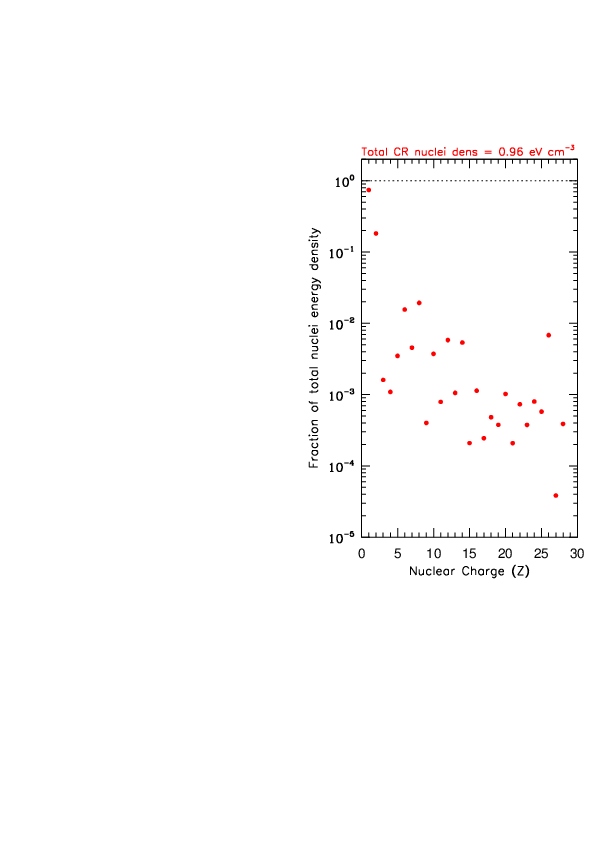 Total CR nuclei dens = 0.96 eV cm⁻³
10⁰
10⁻¹
10⁻²
10⁻³
10⁻⁴
10⁻⁵
Fraction of total nuclei energy density
0 5 10 15 20 25 30
Nuclear Charge (Z)